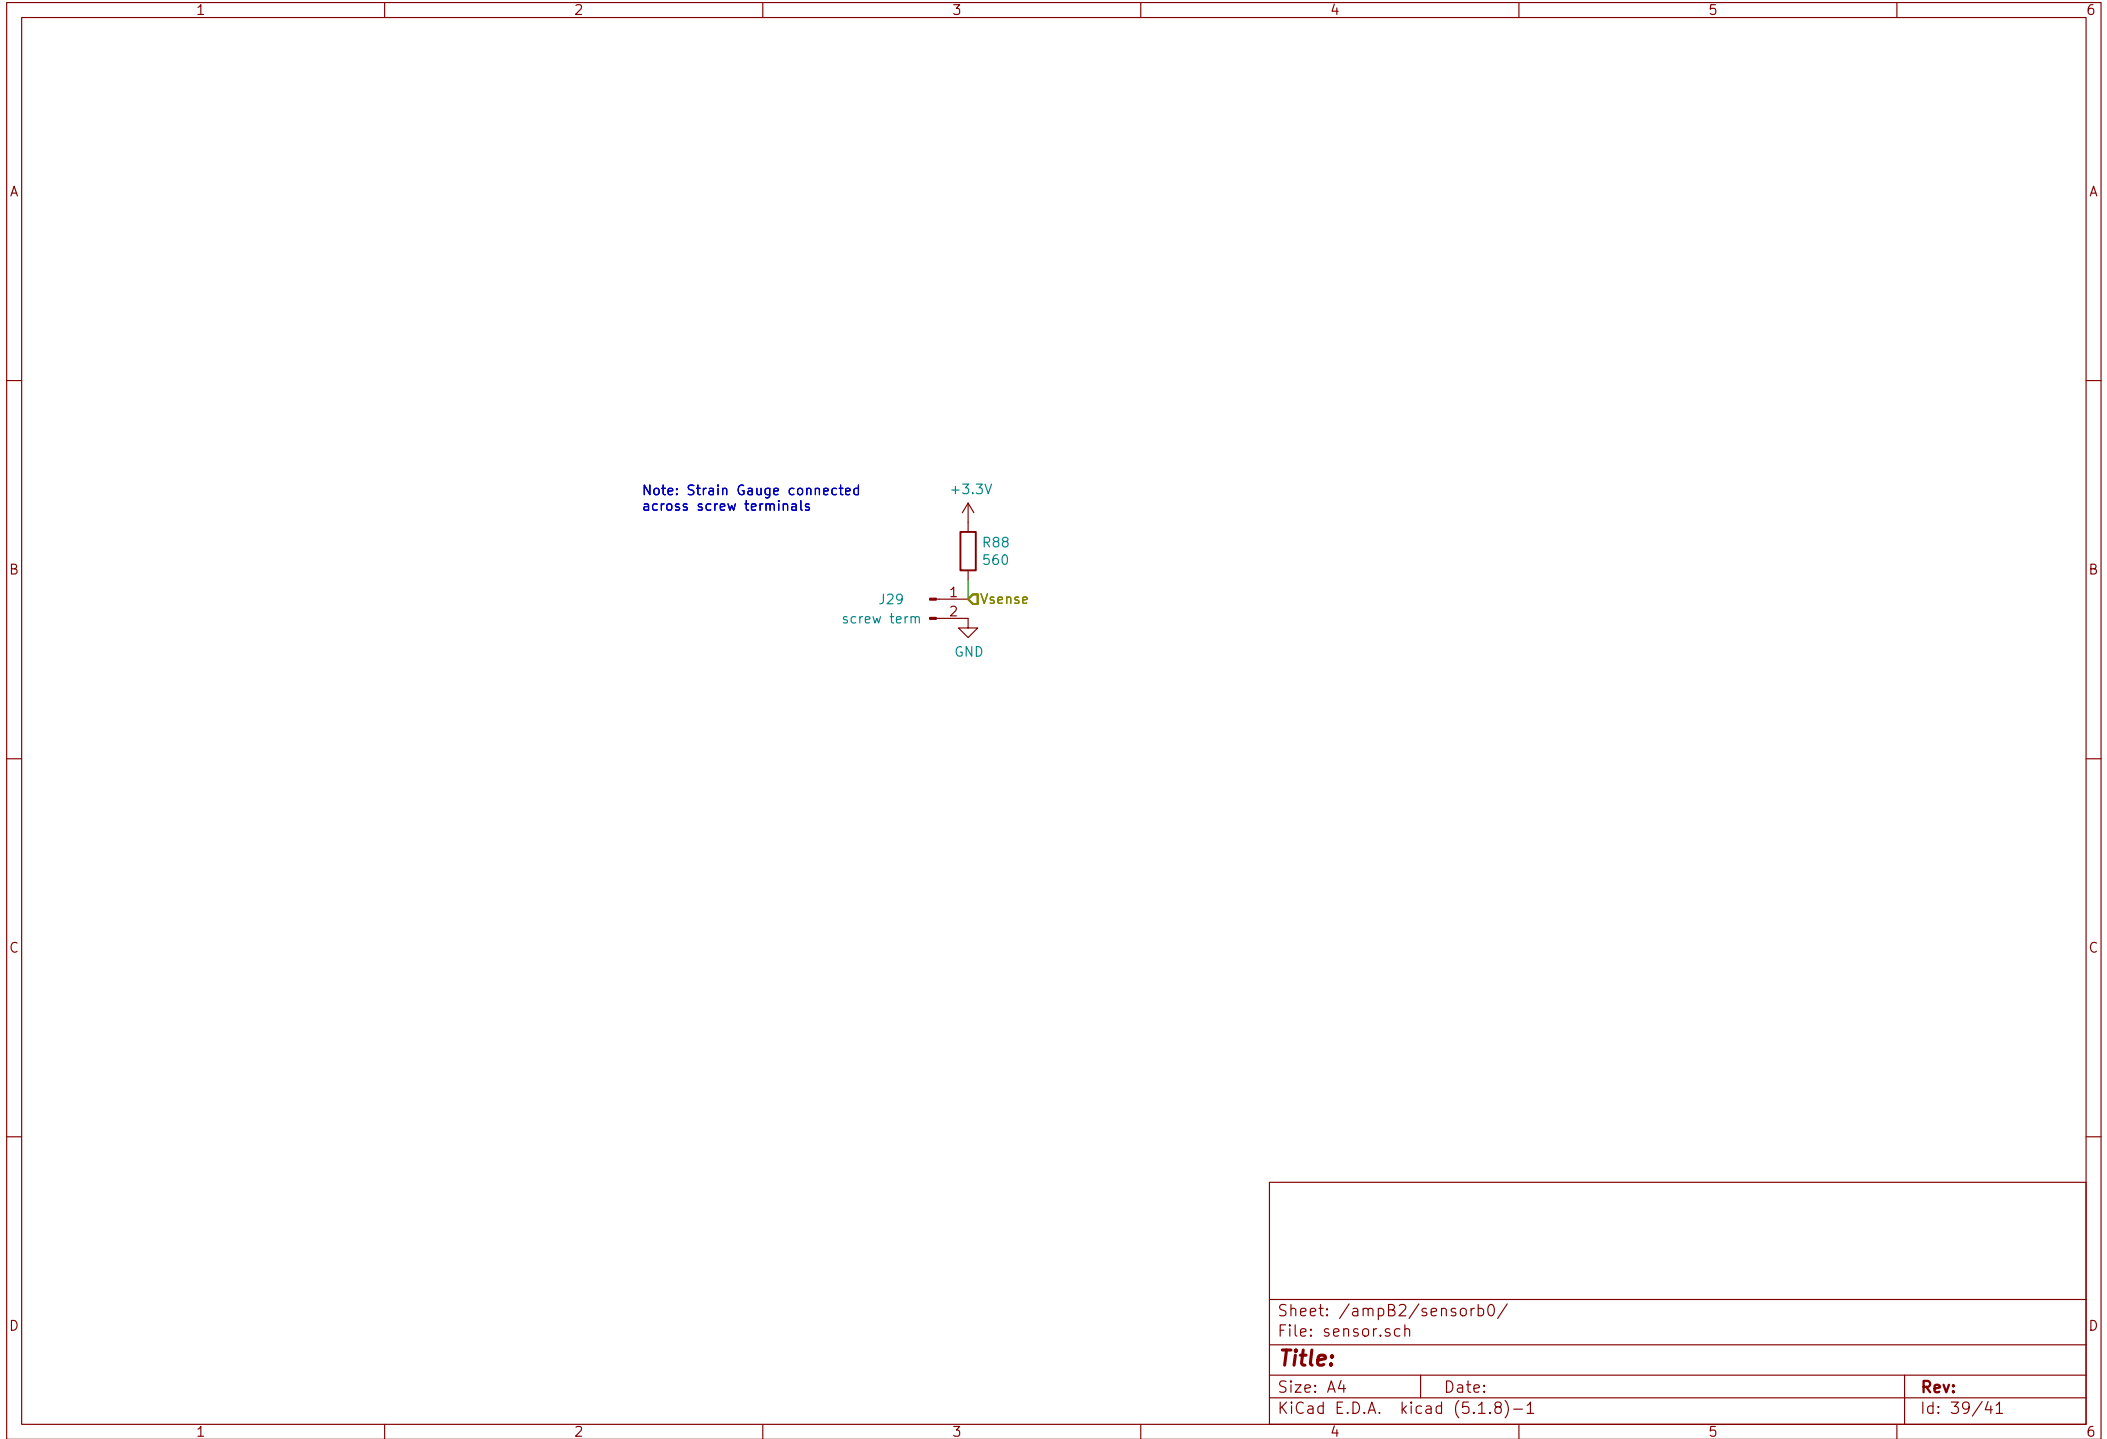 1 2 3 4 5 6
A A
Note: Strain Gauge connected
across screw terminals
+3.3V
R88
560
B B
1
J29
Vsense
2
screw term
GND
C C
Sheet: /ampB2/sensorb0/
File: sensor.sch
D D
Title:
Size: A4 Date: Rev:
KiCad E.D.A. kicad (5.1.8)-1 Id: 39/41
1 2 3 4 5 6